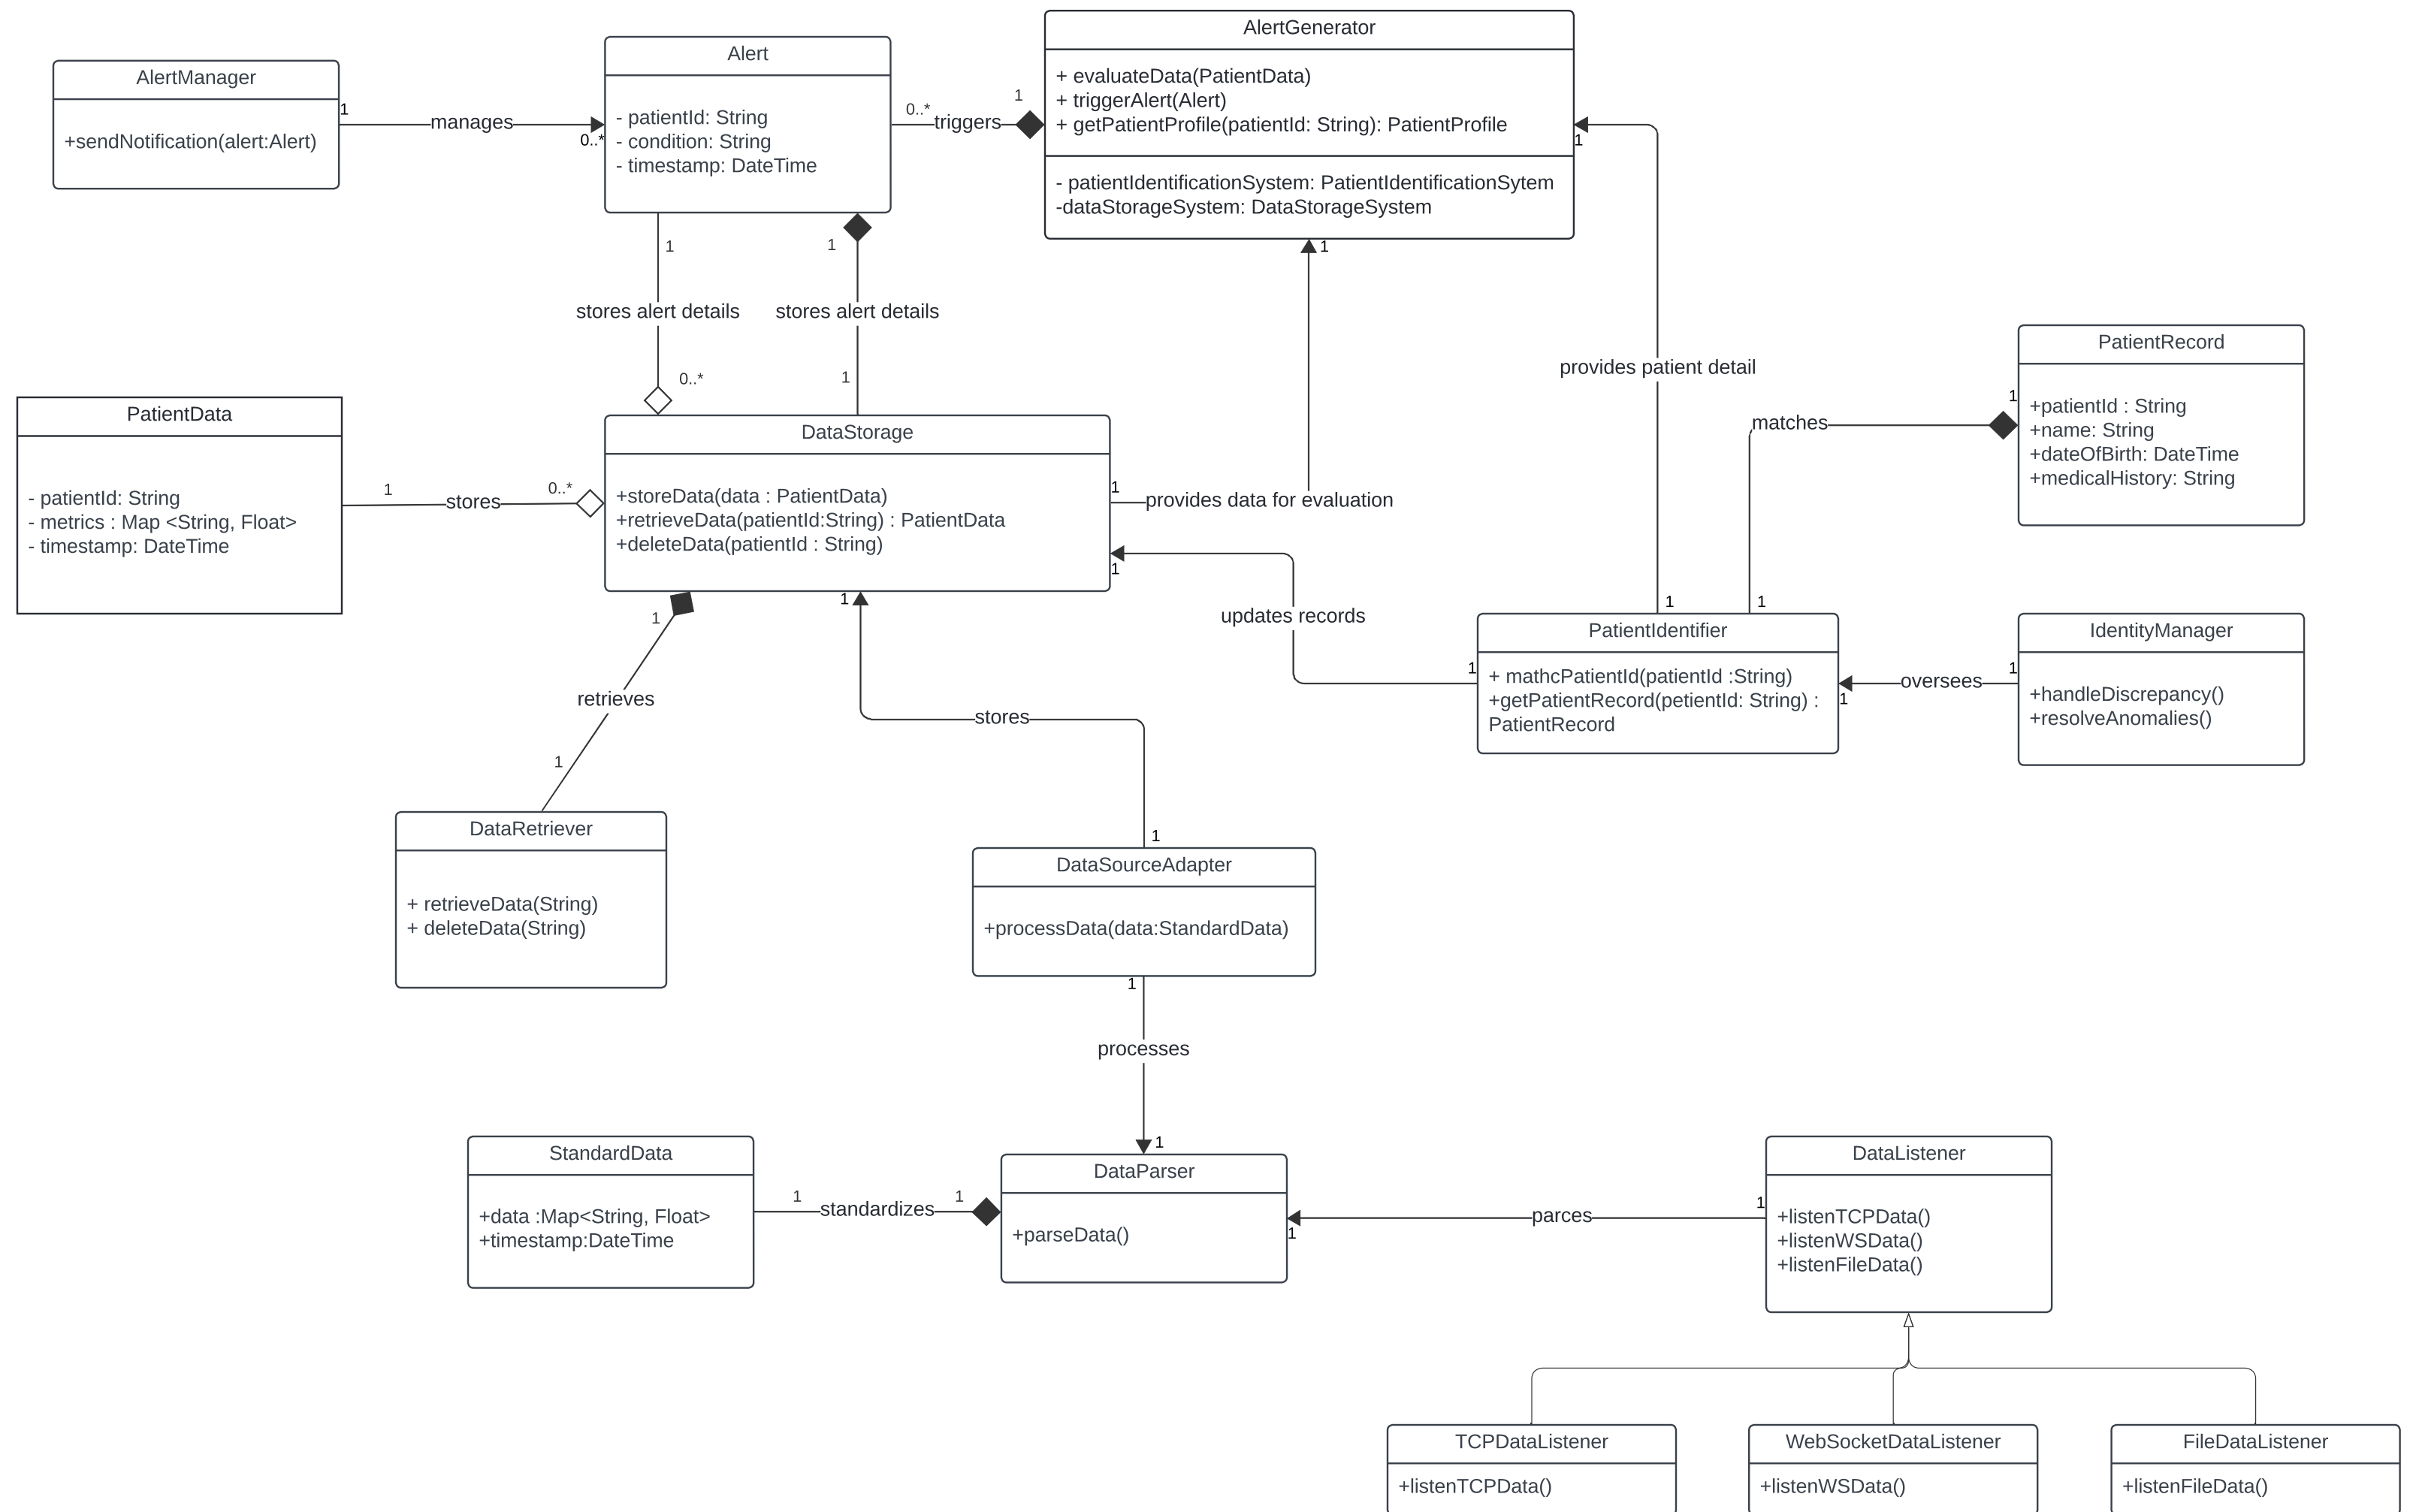 AlertManager
+sendNotification(alert:Alert)
1
manages
0..*
Alert
- patientId: String
- condition: String
- timestamp: DateTime
0..*
triggers
1
AlertGenerator
+ evaluateData(PatientData)
+ triggerAlert(Alert)
+ getPatientProfile(patientId: String): PatientProfile
- patientIdentificationSystem: PatientIdentificationSytem
-dataStorageSystem: DataStorageSystem
1
1
1
stores alert details
0..*
1
stores alert details
1
provides patient detail
1
PatientRecord
+patientId : String
+name: String
+dateOfBirth: DateTime
+medicalHistory: String
1
matches
1
PatientData
- patientId: String
- metrics : Map <String, Float>
- timestamp: DateTime
1
stores
0..*
DataStorage
+storeData(data : PatientData)
+retrieveData(patientId:String) : PatientData
+deleteData(patientId : String)
1
provides data for evaluation
1
updates records
1
PatientIdentifier
+ mathcPatientId(patientId :String)
+getPatientRecord(petientId: String) :
PatientRecord
1
oversees
1
IdentityManager
+handleDiscrepancy()
+resolveAnomalies()
1
retrieves
1
1
stores
1
DataRetriever
+ retrieveData(String)
+ deleteData(String)
DataSourceAdapter
+processData(data:StandardData)
1
processes
1
StandardData
+data :Map<String, Float>
+timestamp:DateTime
1
standardizes
1
DataParser
+parseData()
1
parces
1
DataListener
+listenTCPData()
+listenWSData()
+listenFileData()
TCPDataListener
+listenTCPData()
WebSocketDataListener
+listenWSData()
FileDataListener
+listenFileData()